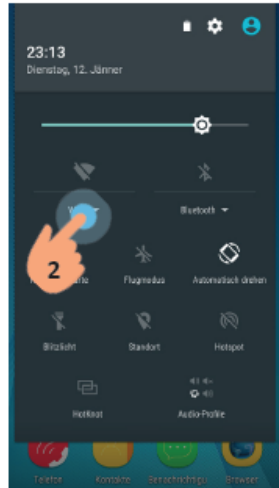 23:13
Dienstag, 12. Jänner
Bluetooth
2
Flugmodus
Automatisch drehen
Blitzlicht
Standort
Hotspot
HotKnot
Audio-Profile
Telefon
Kontakte
Browser